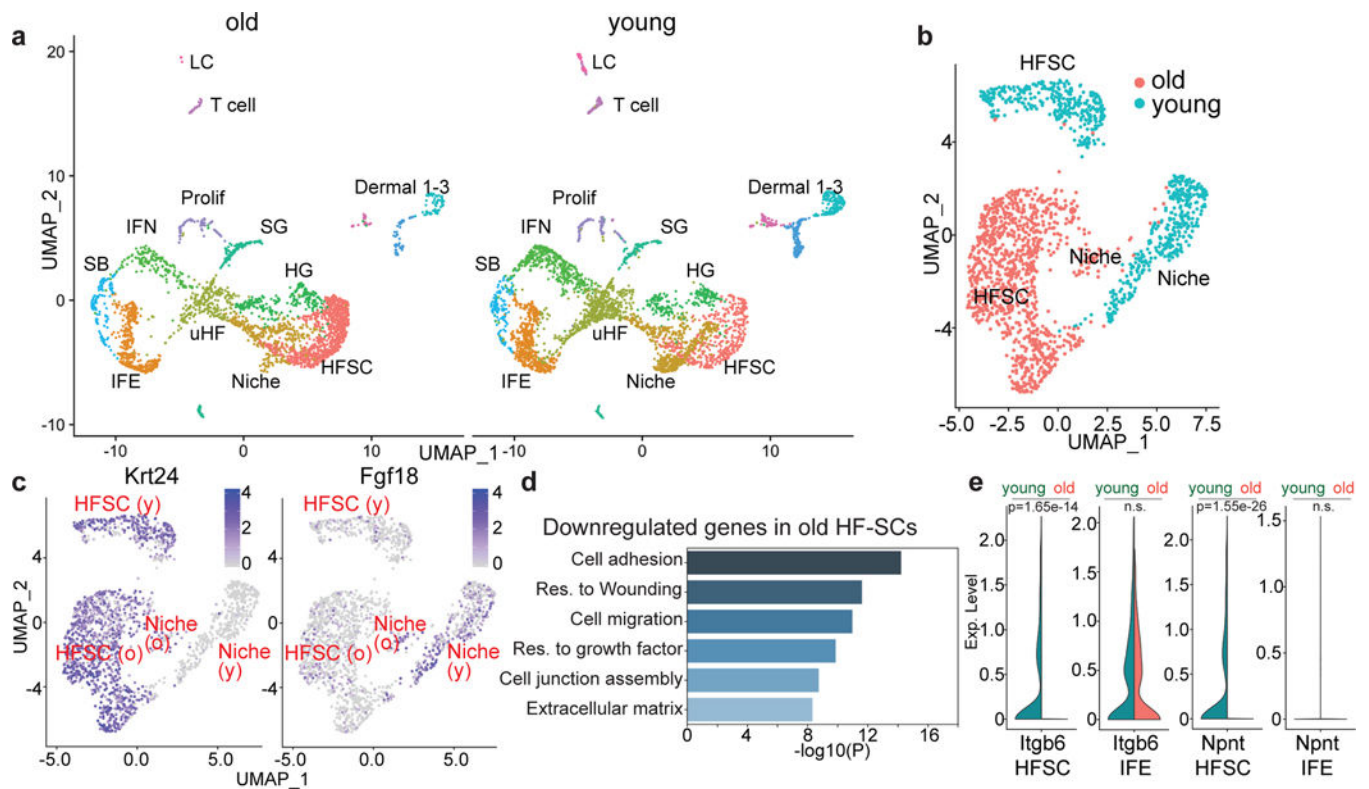 a
old
young
20
10
0
-10
UMAP_2
LC
T cell
Prolif
IFN
SG
SB
HG
uHF
IFE
Niche
HFSC
Dermal 1-3
LC
T cell
Prolif
IFN
SG
SB
HG
uHF
IFE
Niche
HFSC
Dermal 1-3
-10 0 10 UMAP_1 -10 0 10
b
HFSC
old
young
Niche
Niche
HFSC
4
2
0
-4
UMAP_2
-5.0 -2.5 0 2.5 5.0 7.5
UMAP_1
c
Krt24
Fgf18
HFSC (y)
HFSC (y)
4
2
0
4
2
0
4
0
-4
UMAP_2
Niche
(o)
HFSC (o)
Niche
(y)
Niche
(o)
HFSC (o)
Niche
(y)
-5.0 0 5.0 -5.0 0 5.0
UMAP_1
d
Downregulated genes in old HF-SCs
Cell adhesion
Res. to Wounding
Cell migration
Res. to growth factor
Cell junction assembly
Extracellular matrix
0 4 8 12 16
-log10(P)
e
young old
young old
young old
young old
p=1.65e-14
n.s.
p=1.55e-26
n.s.
Exp. Level
2.0
1.5
1.0
0.5
0
2.0
1.5
1.0
0.5
0
2.0
1.5
1.0
0.5
0
1.5
1.0
0.5
0
Itgb6
HFSC
Itgb6
IFE
Npnt
HFSC
Npnt
IFE